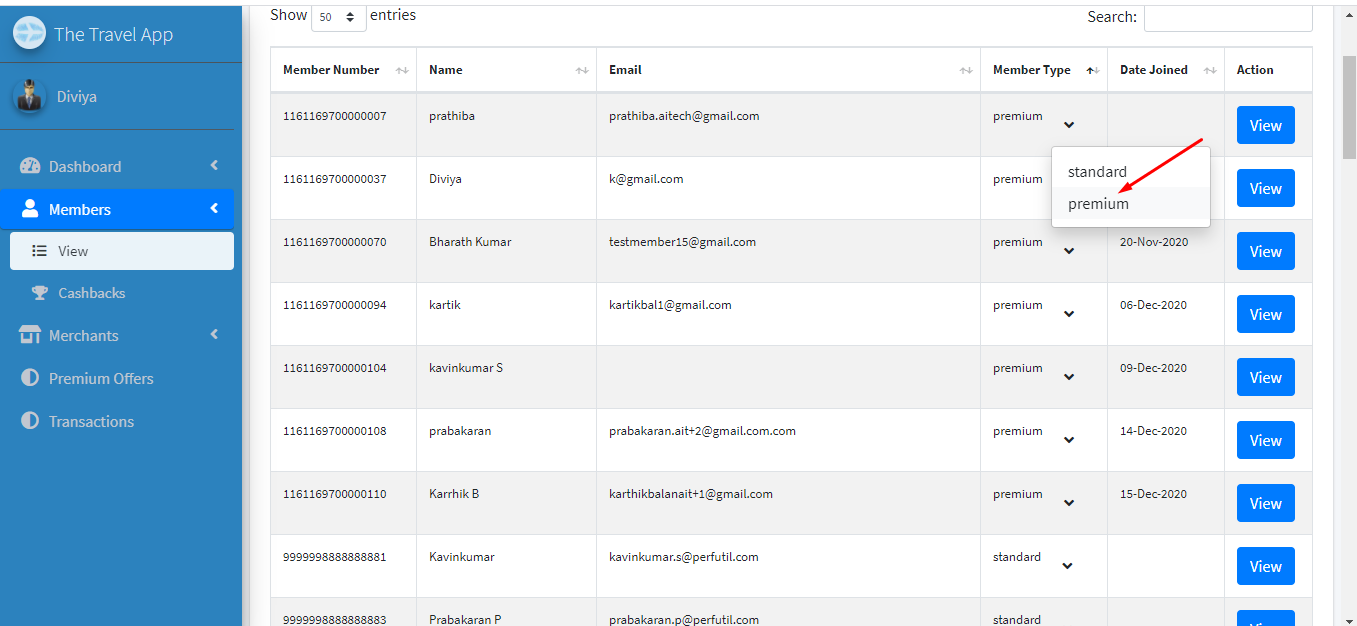 Show 50 entries
Search:
The Travel App
Diviya
Dashboard
Members
View
Cashbacks
Merchants
Premium Offers
Transactions
Member Number Name Email Member Type Date Joined Action
1161169700000007 prathiba prathiba.aitech@gmail.com premium View
standard
premium
1161169700000037 Diviya k@gmail.com premium View
1161169700000070 Bharath Kumar testmember15@gmail.com premium 20-Nov-2020 View
1161169700000094 kartik kartikbal1@gmail.com premium 06-Dec-2020 View
1161169700000104 kavinkumar S premium 09-Dec-2020 View
1161169700000108 prabakaran prabakaran.ait+2@gmail.com.com premium 14-Dec-2020 View
1161169700000110 Karrhik B karthikbalanait+1@gmail.com premium 15-Dec-2020 View
9999998888888881 Kavinkumar kavinkumar.s@perfutil.com standard View
9999998888888883 Prabakaran P prabakaran.p@perfutil.com standard View